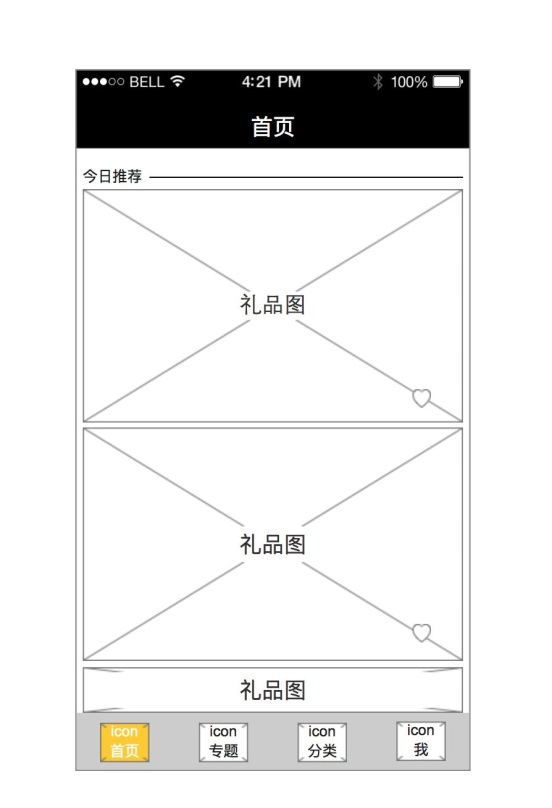 BELL 4:21 PM 100%
首页
今日推荐
礼品图
礼品图
礼品图
icon icon icon icon
首页 专题 分类 我